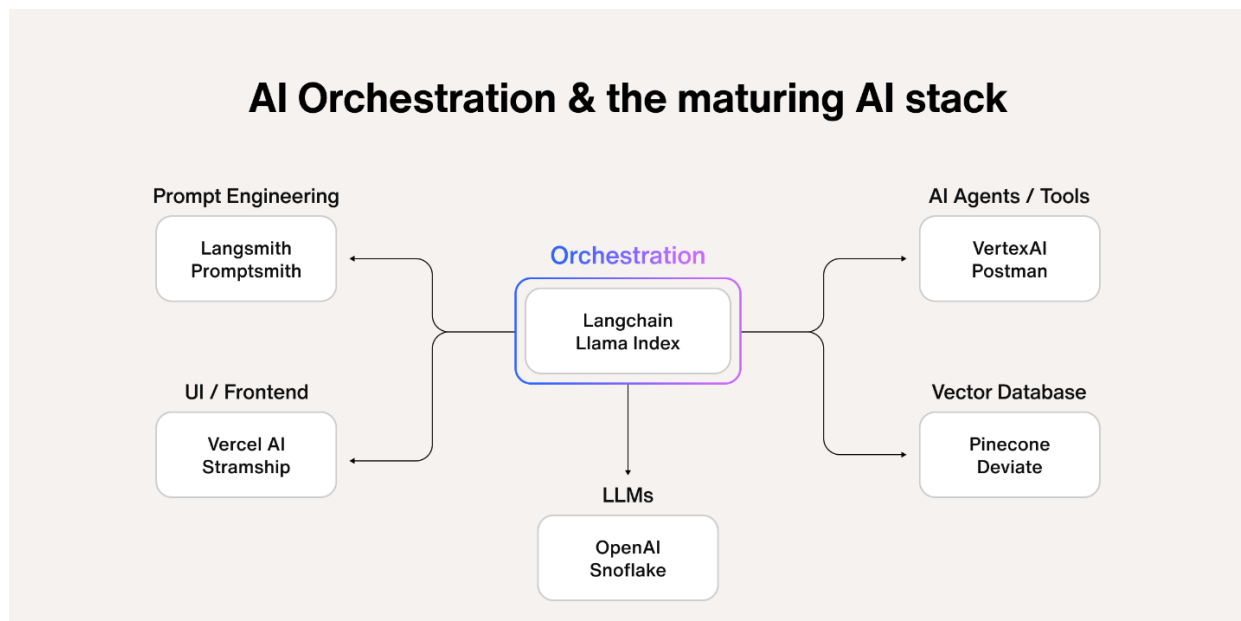 AI Orchestration & the maturing AI stack
Prompt Engineering
Langsmith
Promptsmith
UI / Frontend
Vercel AI
Stramship
Orchestration
Langchain
Llama Index
LLMs
OpenAI
Snoflake
AI Agents / Tools
VertexAI
Postman
Vector Database
Pinecone
Deviate